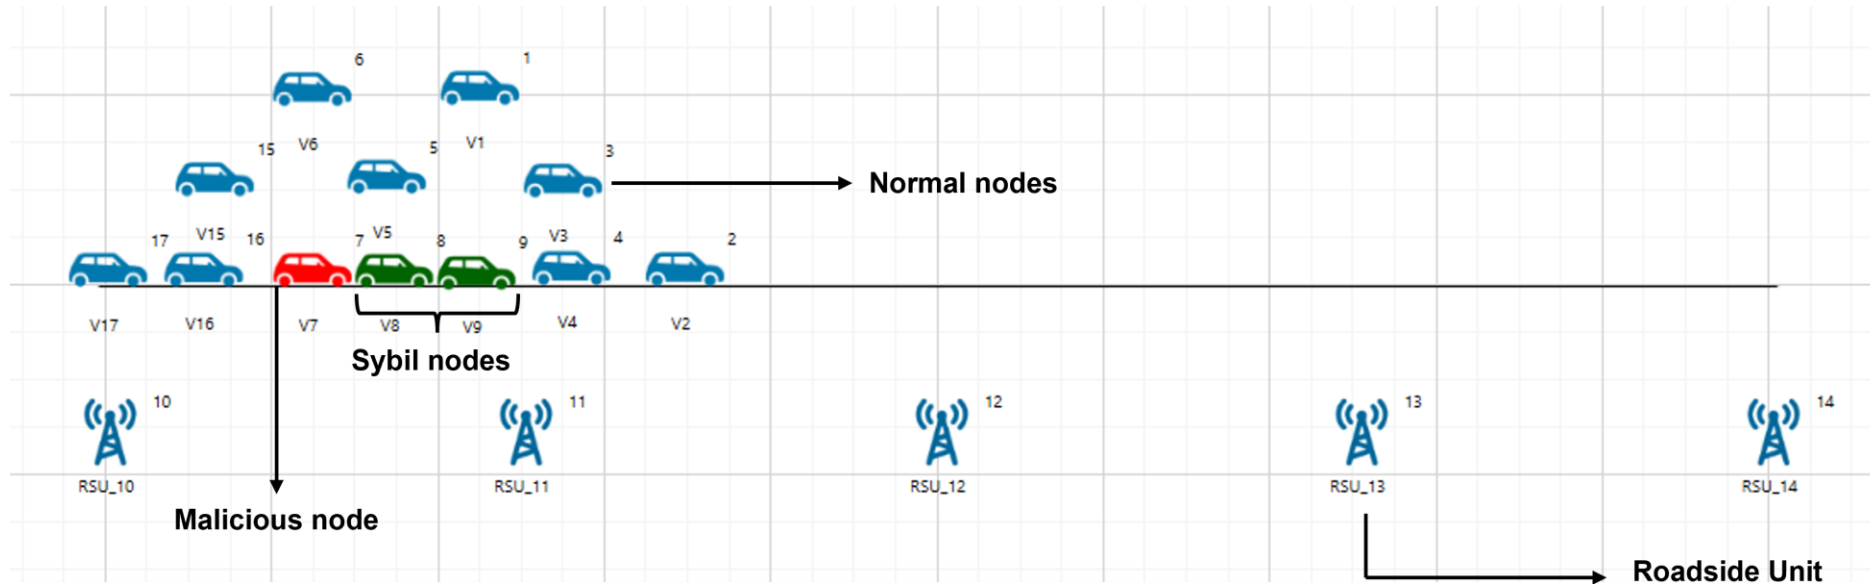 6
1
15
V6
5
V1
3
Normal nodes
17
V15
16
7
V5
8
9
V3
4
2
V17
V16
V7
V8
V9
V4
V2
Sybil nodes
10
11
12
13
14
RSU_10
RSU_11
RSU_12
RSU_13
RSU_14
Malicious node
Roadside Unit